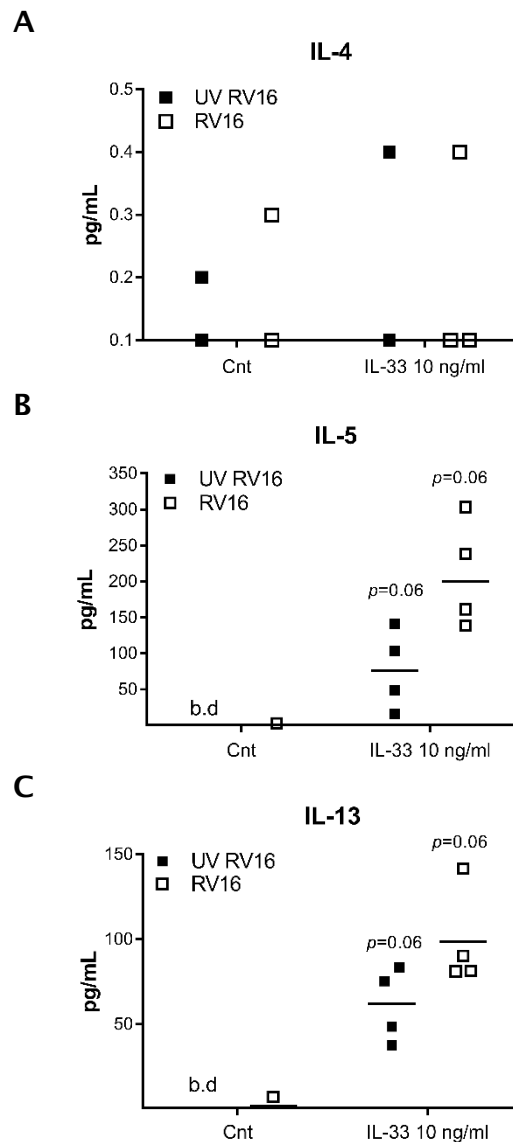 A
IL-4
0.5
UV RV16
RV16
0.4
0.3
0.2
0.1
pg/mL
Cnt
IL-33 10 ng/ml
B
IL-5
350
UV RV16
p=0.06
300
RV16
250
200
p=0.06
150
100
50
pg/mL
b.d
Cnt
IL-33 10 ng/ml
C
IL-13
150
UV RV16
p=0.06
RV16
p=0.06
100
50
pg/mL
b.d
Cnt
IL-33 10 ng/ml